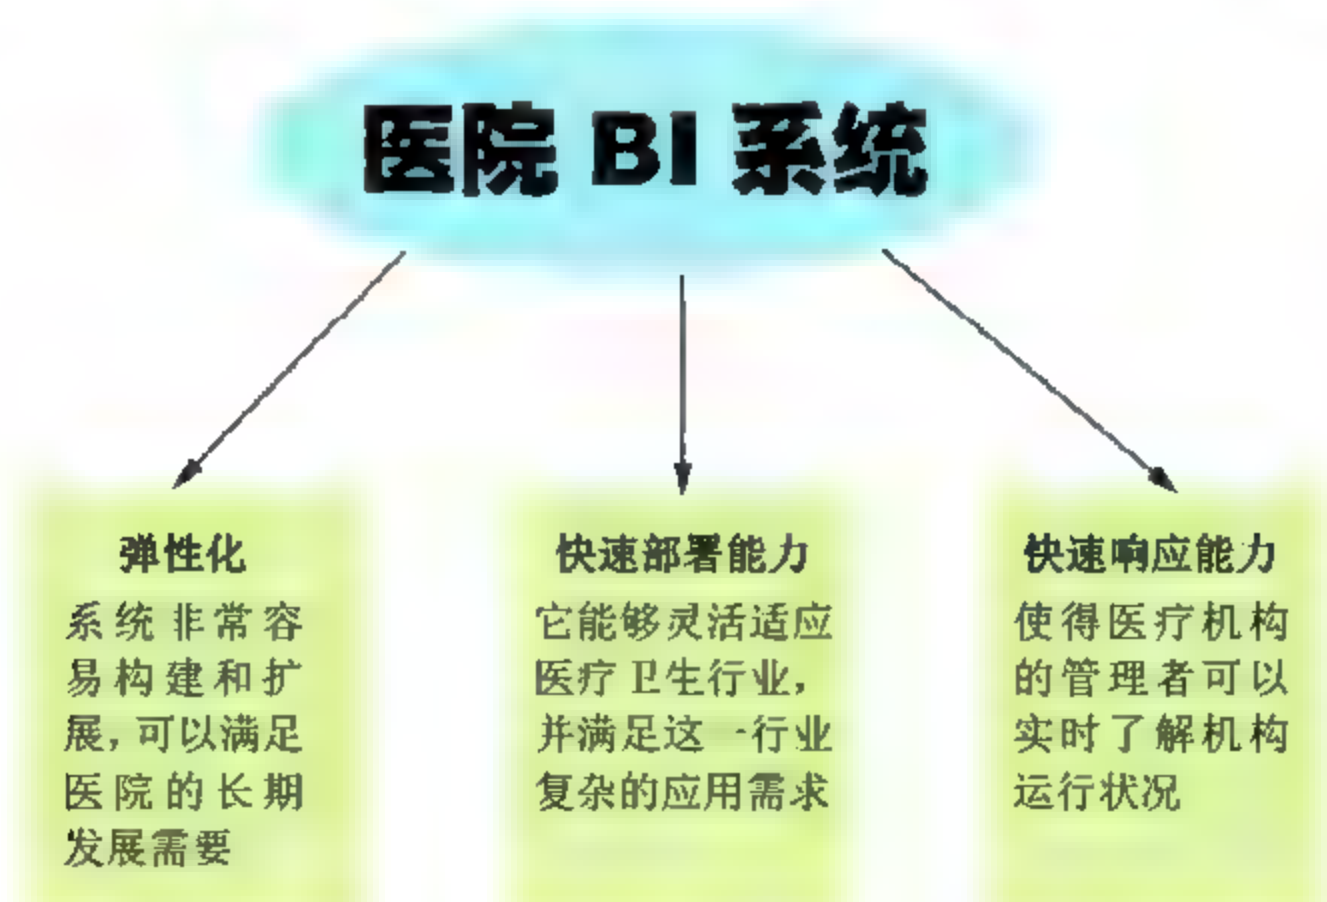 医院 BI 系统
弹性化
系统非常容
易构建和扩
展,可以满足
医院的长期
发展需要
快速部署能力
它能够灵活适应
医疗卫生行业,
并满足这一行业
复杂的应用需求
快速响应能力
使得医疗机构
的管理者可以
实时了解机构
运行状况